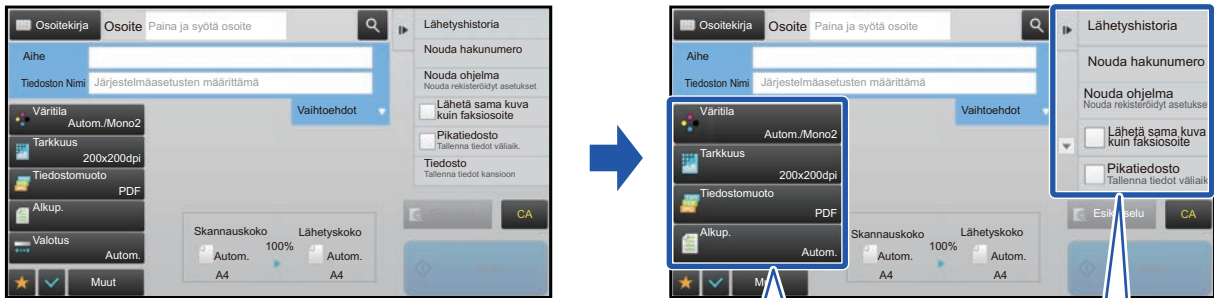 Osoitekirja
Osoite
Paina ja syötä osoite
Aihe
Tiedoston Nimi
Järjestelmäasetusten määrittämä
Vaihtoehdot
Väritila
Autom./Mono2
Tarkkuus
200x200dpi
Tiedostomuoto
PDF
Alkup.
Valotus
Autom.
Muut
Skannauskoko
Lähetyskoko
100%
Autom.
Autom.
A4
A4
Lähetyshistoria
Nouda hakunumero
Nouda ohjelma
Nouda rekisteröidyt asetukset
Lähetä sama kuva
kuin faksiosoite
Pikatiedosto
Tallenna tiedot väliaik.
Tiedosto
Tallenna tiedot kansioon
CA
Osoitekirja
Osoite
Paina ja syötä osoite
Aihe
Tiedoston Nimi
Järjestelmäasetusten määrittämä
Vaihtoehdot
Väritila
Autom./Mono2
Tarkkuus
200x200dpi
Tiedostomuoto
PDF
Alkup.
Autom.
Skannauskoko
Lähetyskoko
100%
Autom.
Autom.
A4
A4
Lähetyshistoria
Nouda hakunumero
Nouda ohjelma
Nouda rekisteröidyt asetukse
Lähetä sama kuva
kuin faksiosoite
Pikatiedosto
Tallenna tiedot väliaik
CA